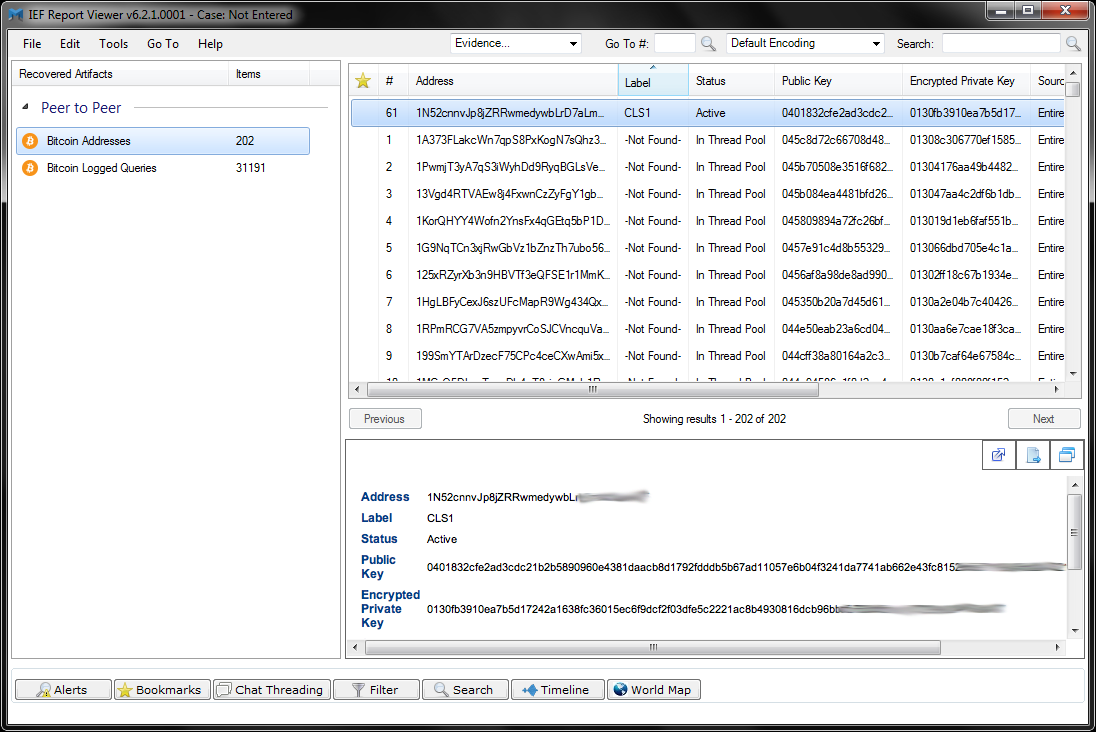 IEF Report Viewer v6.2.1.0001 - Case: Not Entered
File Edit Tools Go To Help Evidence... Go To #: Default Encoding Search:
Recovered Artifacts Items
Peer to Peer
Bitcoin Addresses 202
Bitcoin Logged Queries 31191
# Address Label Status Public Key Encrypted Private Key Sourc
61 1N52cnnvJp8jZRRwmedywbLrD7aLm... CLS1 Active 0401832cfe2ad3cdc2... 0130fb3910ea7b5d17... Entire
1 1A373FLakcWn7qpS8PxKogN7sQhz3... -Not Found- In Thread Pool 045c8d72c66708d48... 01308c306770ef1585... Entire
2 1PwmjT3yA7qS3iWyhDd9RyqBGLsVe... -Not Found- In Thread Pool 045b70508e3516f682... 01304176aa49b4482... Entire
3 13Vgd4RTVAEw8j4FxwnCzZyFgY1gb... -Not Found- In Thread Pool 045b084ea4481bfd26... 013047aa4c2df6b1db... Entire
4 1KorQHYY4Wofn2YnsFx4qGEtq5bP1D... -Not Found- In Thread Pool 045809894a72fc26bf... 013019d1eb6faf551b... Entire
5 1G9NqTCn3xjRwGbVz1bZnzTh7ubo56... -Not Found- In Thread Pool 0457e91c4d8b55329... 013066dbd705e4c1a... Entire
6 125xRZyrXb3n9HBVTf3eQFSE1r1MmK... -Not Found- In Thread Pool 0456af8a98de8ad990... 01302ff18c67b1934e... Entire
7 1HgLBFyCexJ6szUFcMapR9Wg434Qx... -Not Found- In Thread Pool 045350b20a7d45d61... 0130a2e04b7c40426... Entire
8 1RPmRCG7VA5zmpyvrCoSJCVncquVa... -Not Found- In Thread Pool 044e50eab23a6cd04... 0130aa6e7cae18f3ca... Entire
9 199SmYTArDzecF75CPc4ceCXwAmi5x... -Not Found- In Thread Pool 044cff38a80164a2c3... 0130b7caf64e67584c... Entire
Previous Showing results 1 - 202 of 202 Next
Address 1N52cnnvJp8jZRRwmedywbLr
Label CLS1
Status Active
Public
Key 0401832cfe2ad3cdc21b2b5890960e4381daacb8d1792fdddb5b67ad11057e6b04f3241da7741ab662e43fc8152
Encrypted
Private 0130fb3910ea7b5d17242a1638fc36015ec6f9dcf2f03dfe5c2221ac8b4930816dcb96bb
Key
Alerts Bookmarks Chat Threading Filter Search Timeline World Map